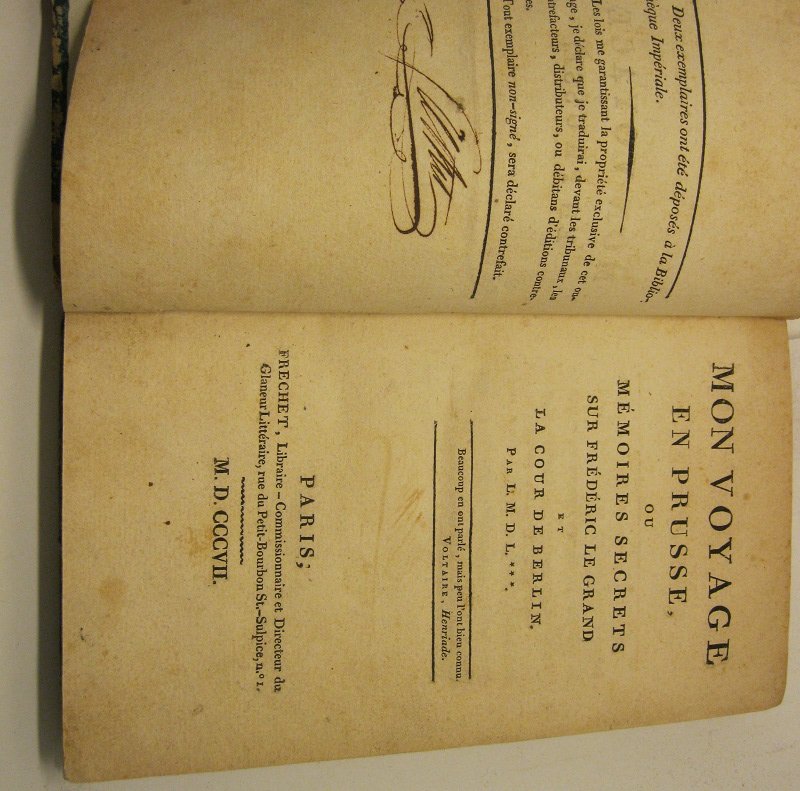 Deux exemplaires ont été déposés à la Biblio
hèque Impériale.
Les lois me garantissant la propriété exclusive de cet ou
age, je déclare que je traduirai, devant les tribunaux, les
ntrefacteurs, distributeurs, ou débitans d'éditions contre
es.
Tout exemplaire non-signé, sera déclaré contrefait.
MON VOYAGE
EN PRUSSE,
OU
MÉMOIRES SECRETS
SUR FRÉDÉRIC LE GRAND
ET
LA COUR DE BERLIN.
PAR L. M. D. L. ***.
Beaucoup en ont parlé, mais peu l'ont bien connu.
VOLTAIRE, Henriade.
PARIS,
FRECHET, Libraire-Commissionnaire et Directeur du
Glaneur Littéraire, rue du Petit-Bourbon St.-Sulpice, n.º 1.
M. D. CCCVII.